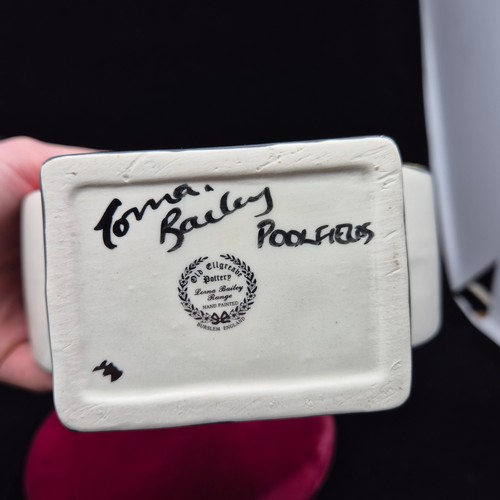 Lorna.
Bailey
POOLFIELDS
Old Ellgreave
Pottery
Lorna Bailey
Range
HAND PAINTED
BURSLEM ENGLAND